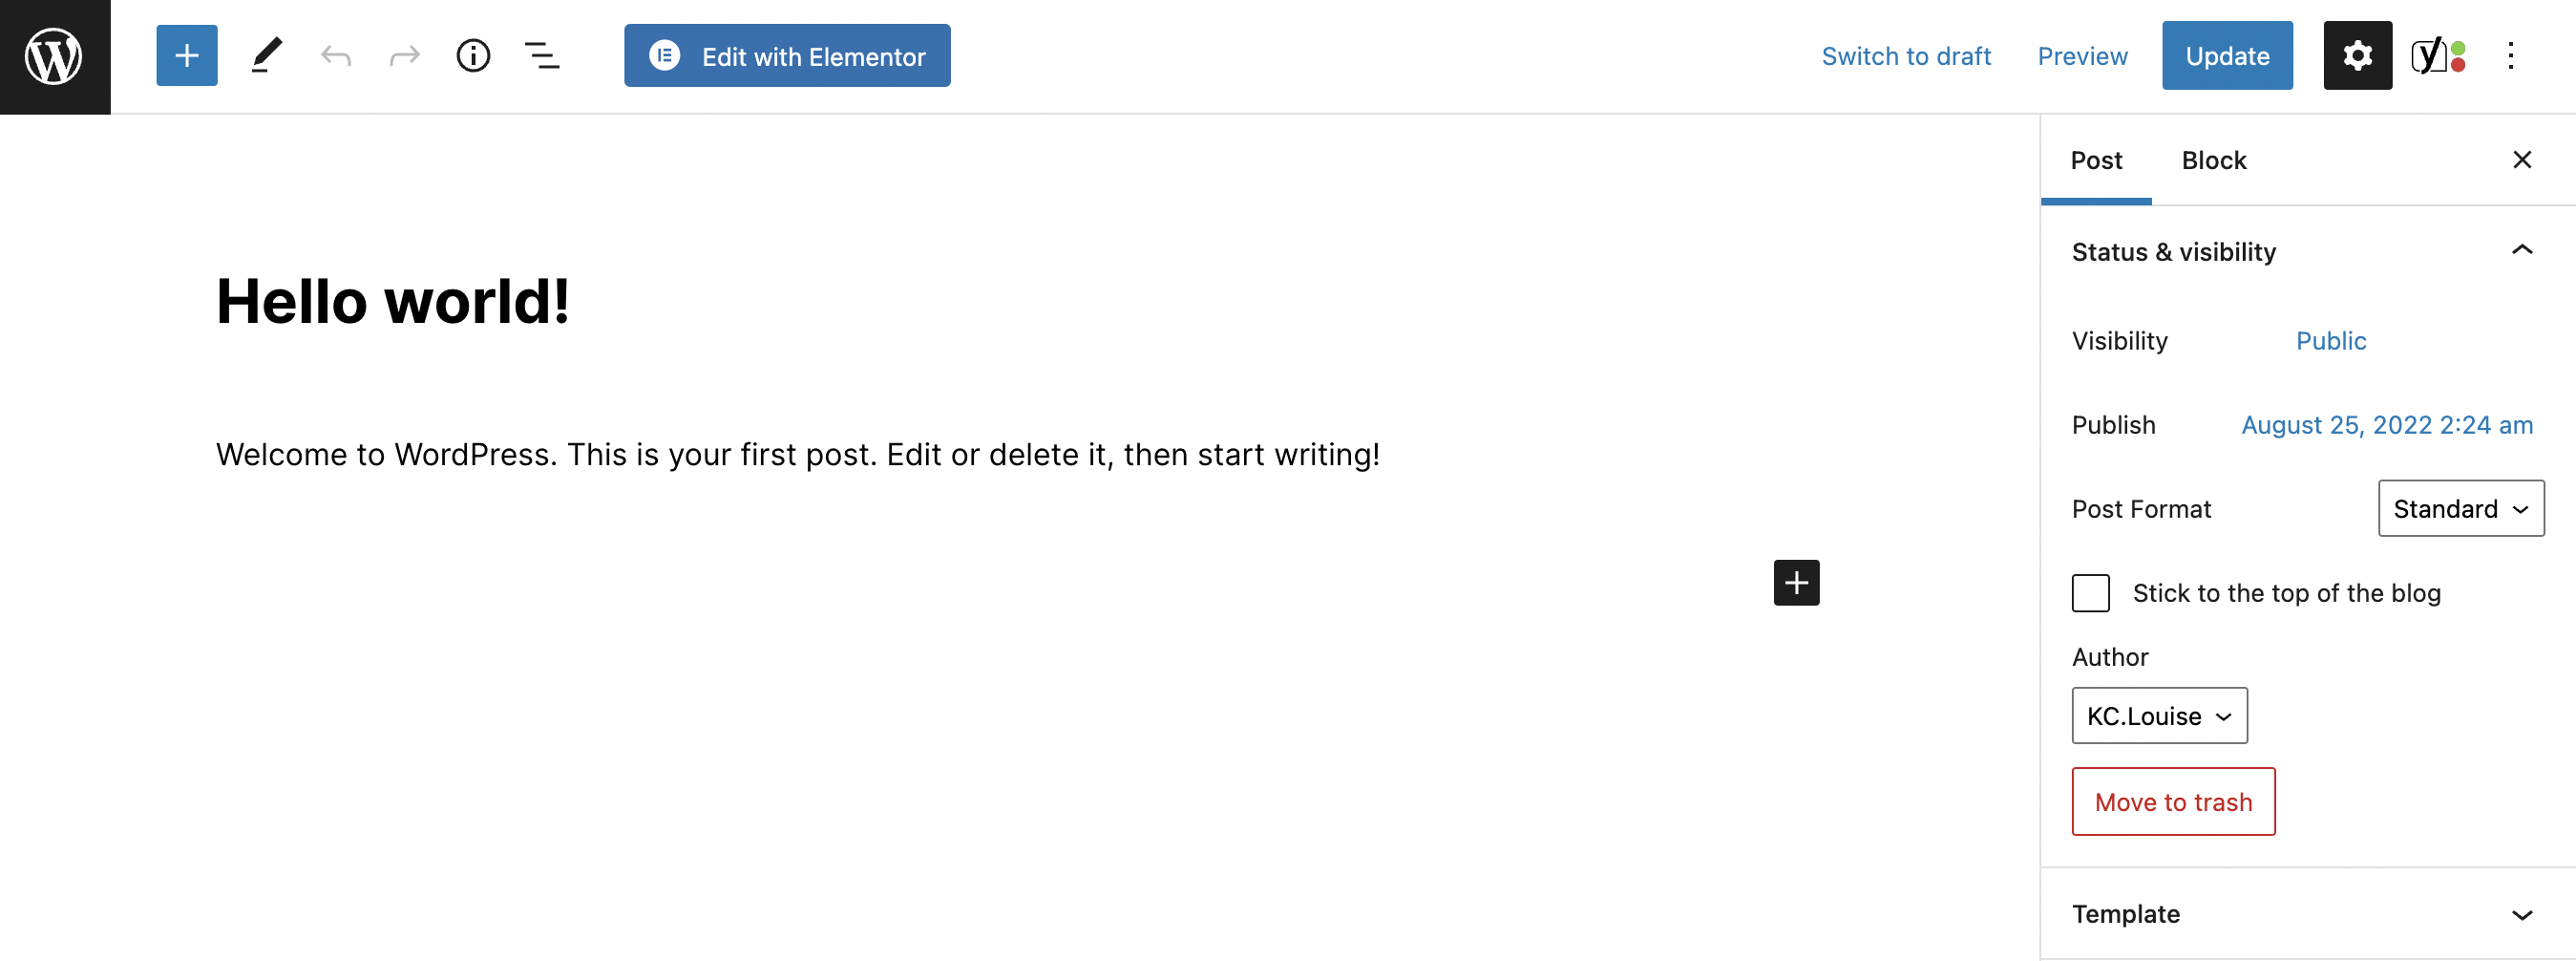 Edit with Elementor
Switch to draft
Preview
Update
Post
Block
Status & visibility
Visibility
Public
Publish
August 25, 2022 2:24 am
Post Format
Standard
Stick to the top of the blog
Author
KC.Louise
Move to trash
Template
Hello world!
Welcome to WordPress. This is your first post. Edit or delete it, then start writing!